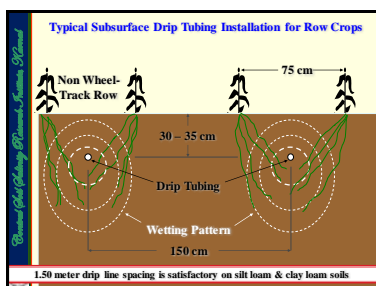 Typical Subsurface Drip Tubing Installation for Row Crops
Central Soil Salinity Research Institute, Karnal
Non Wheel-
Track Row
75 cm
30 – 35 cm
Drip Tubing
Wetting Pattern
150 cm
1.50 meter drip line spacing is satisfactory on silt loam & clay loam soils